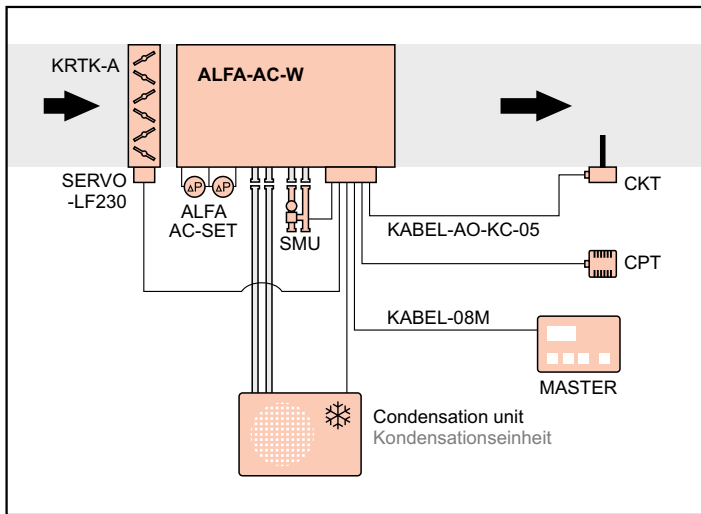 KRTK-A
ALFA-AC-W
SERVO
-LF230
ΔP
ΔP
ALFA
AC-SET
SMU
CKT
KABEL-AO-KC-05
CPT
KABEL-08M
MASTER
Condensation unit
Kondensationseinheit